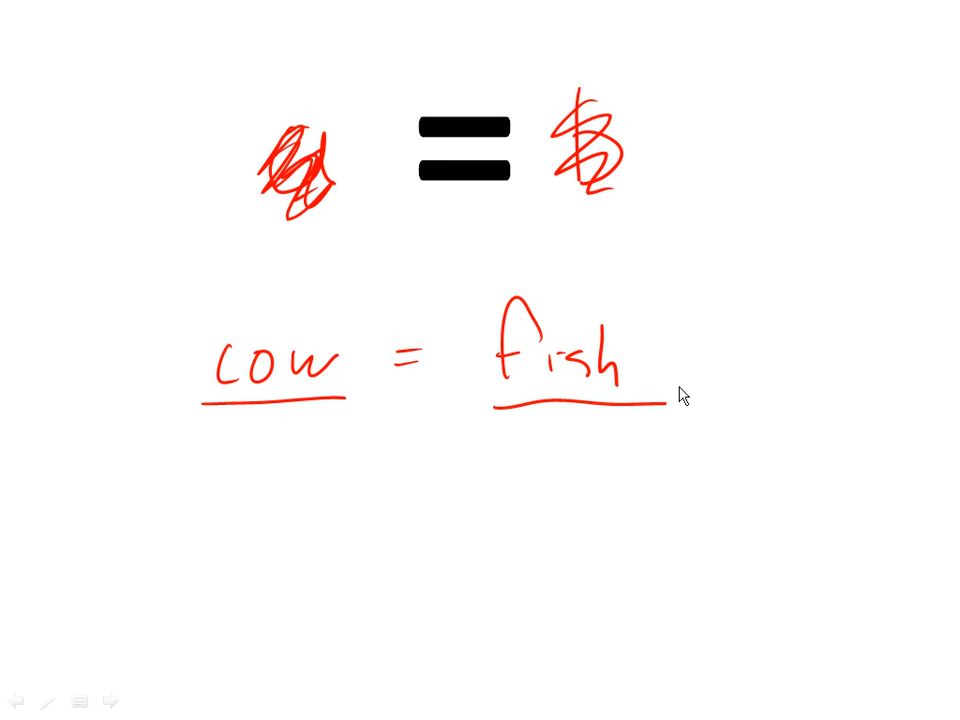 =
cow = fish